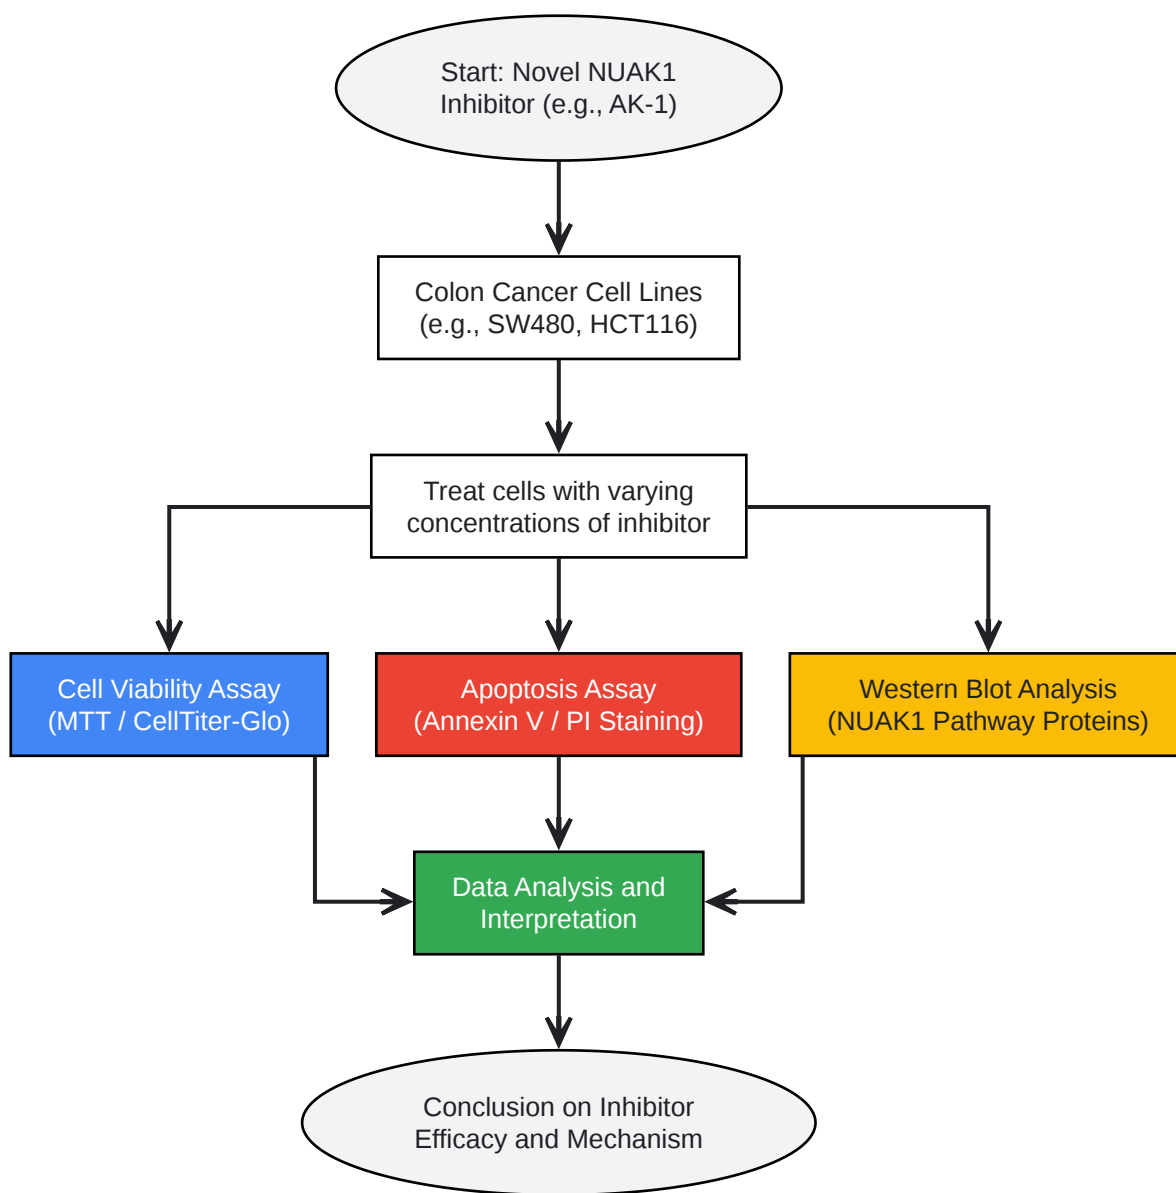 Start: Novel NUAK1
Inhibitor (e.g., AK-1)
Colon Cancer Cell Lines
(e.g., SW480, HCT116)
Treat cells with varying
concentrations of inhibitor
Cell Viability Assay
(MTT / CellTiter-Glo)
Apoptosis Assay
(Annexin V / PI Staining)
Western Blot Analysis
(NUAK1 Pathway Proteins)
Data Analysis and
Interpretation
Conclusion on Inhibitor
Efficacy and Mechanism